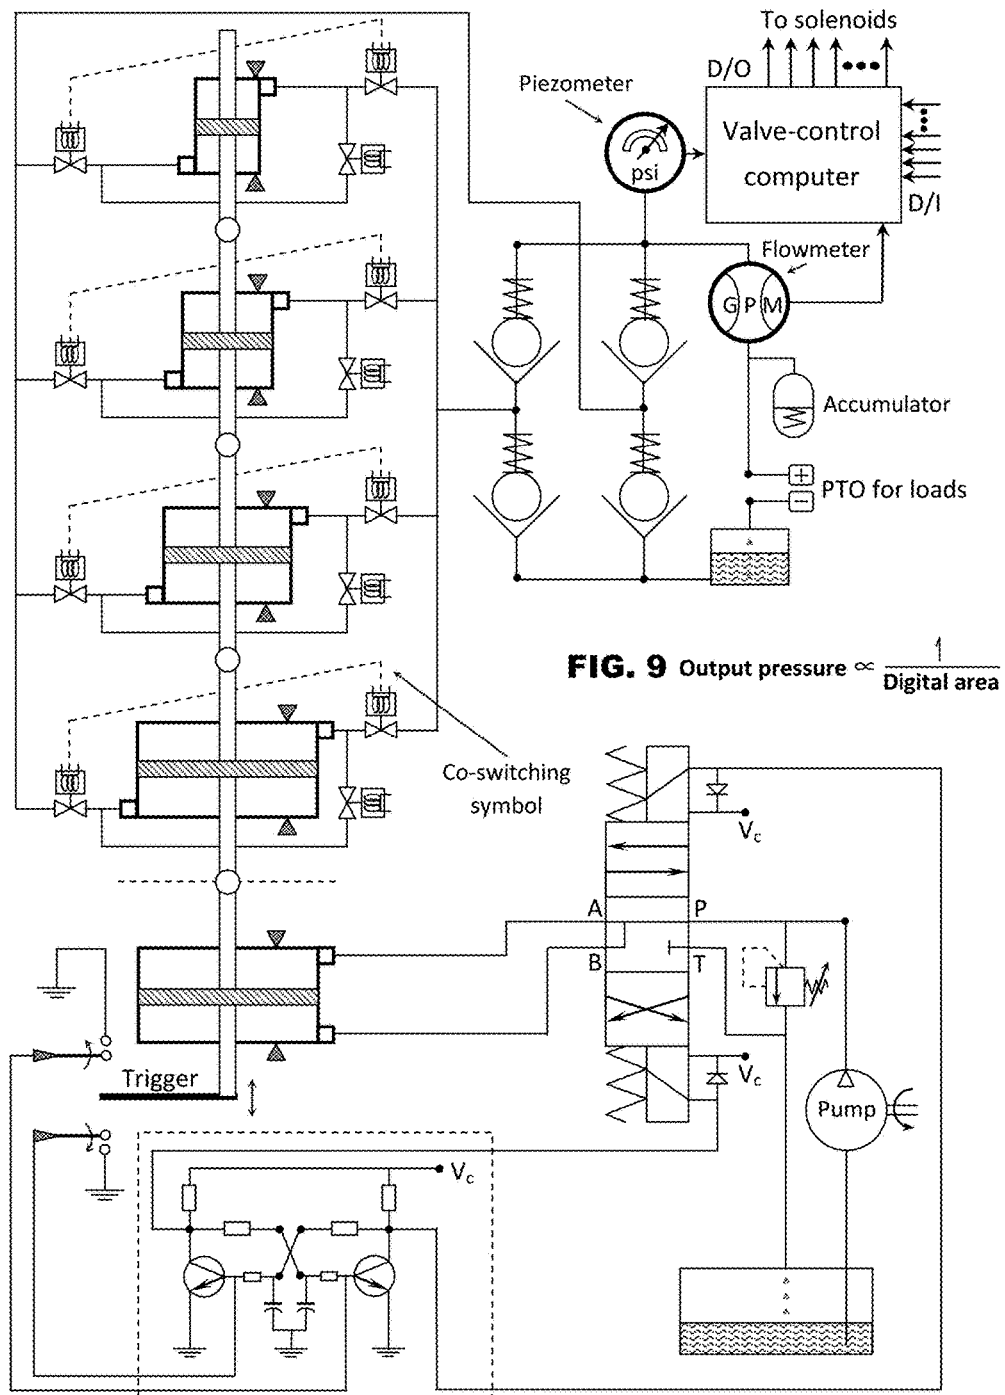 To solenoids
D/O
Piezometer
Valve-control
computer
psi
D/I
Flowmeter
G P M
Accumulator
+
PTO for loads
−
FIG. 9 Output pressure ∝ 1
Digital area
Co-switching
symbol
Vc
A P
B T
Vc
Trigger
Pump
Vc